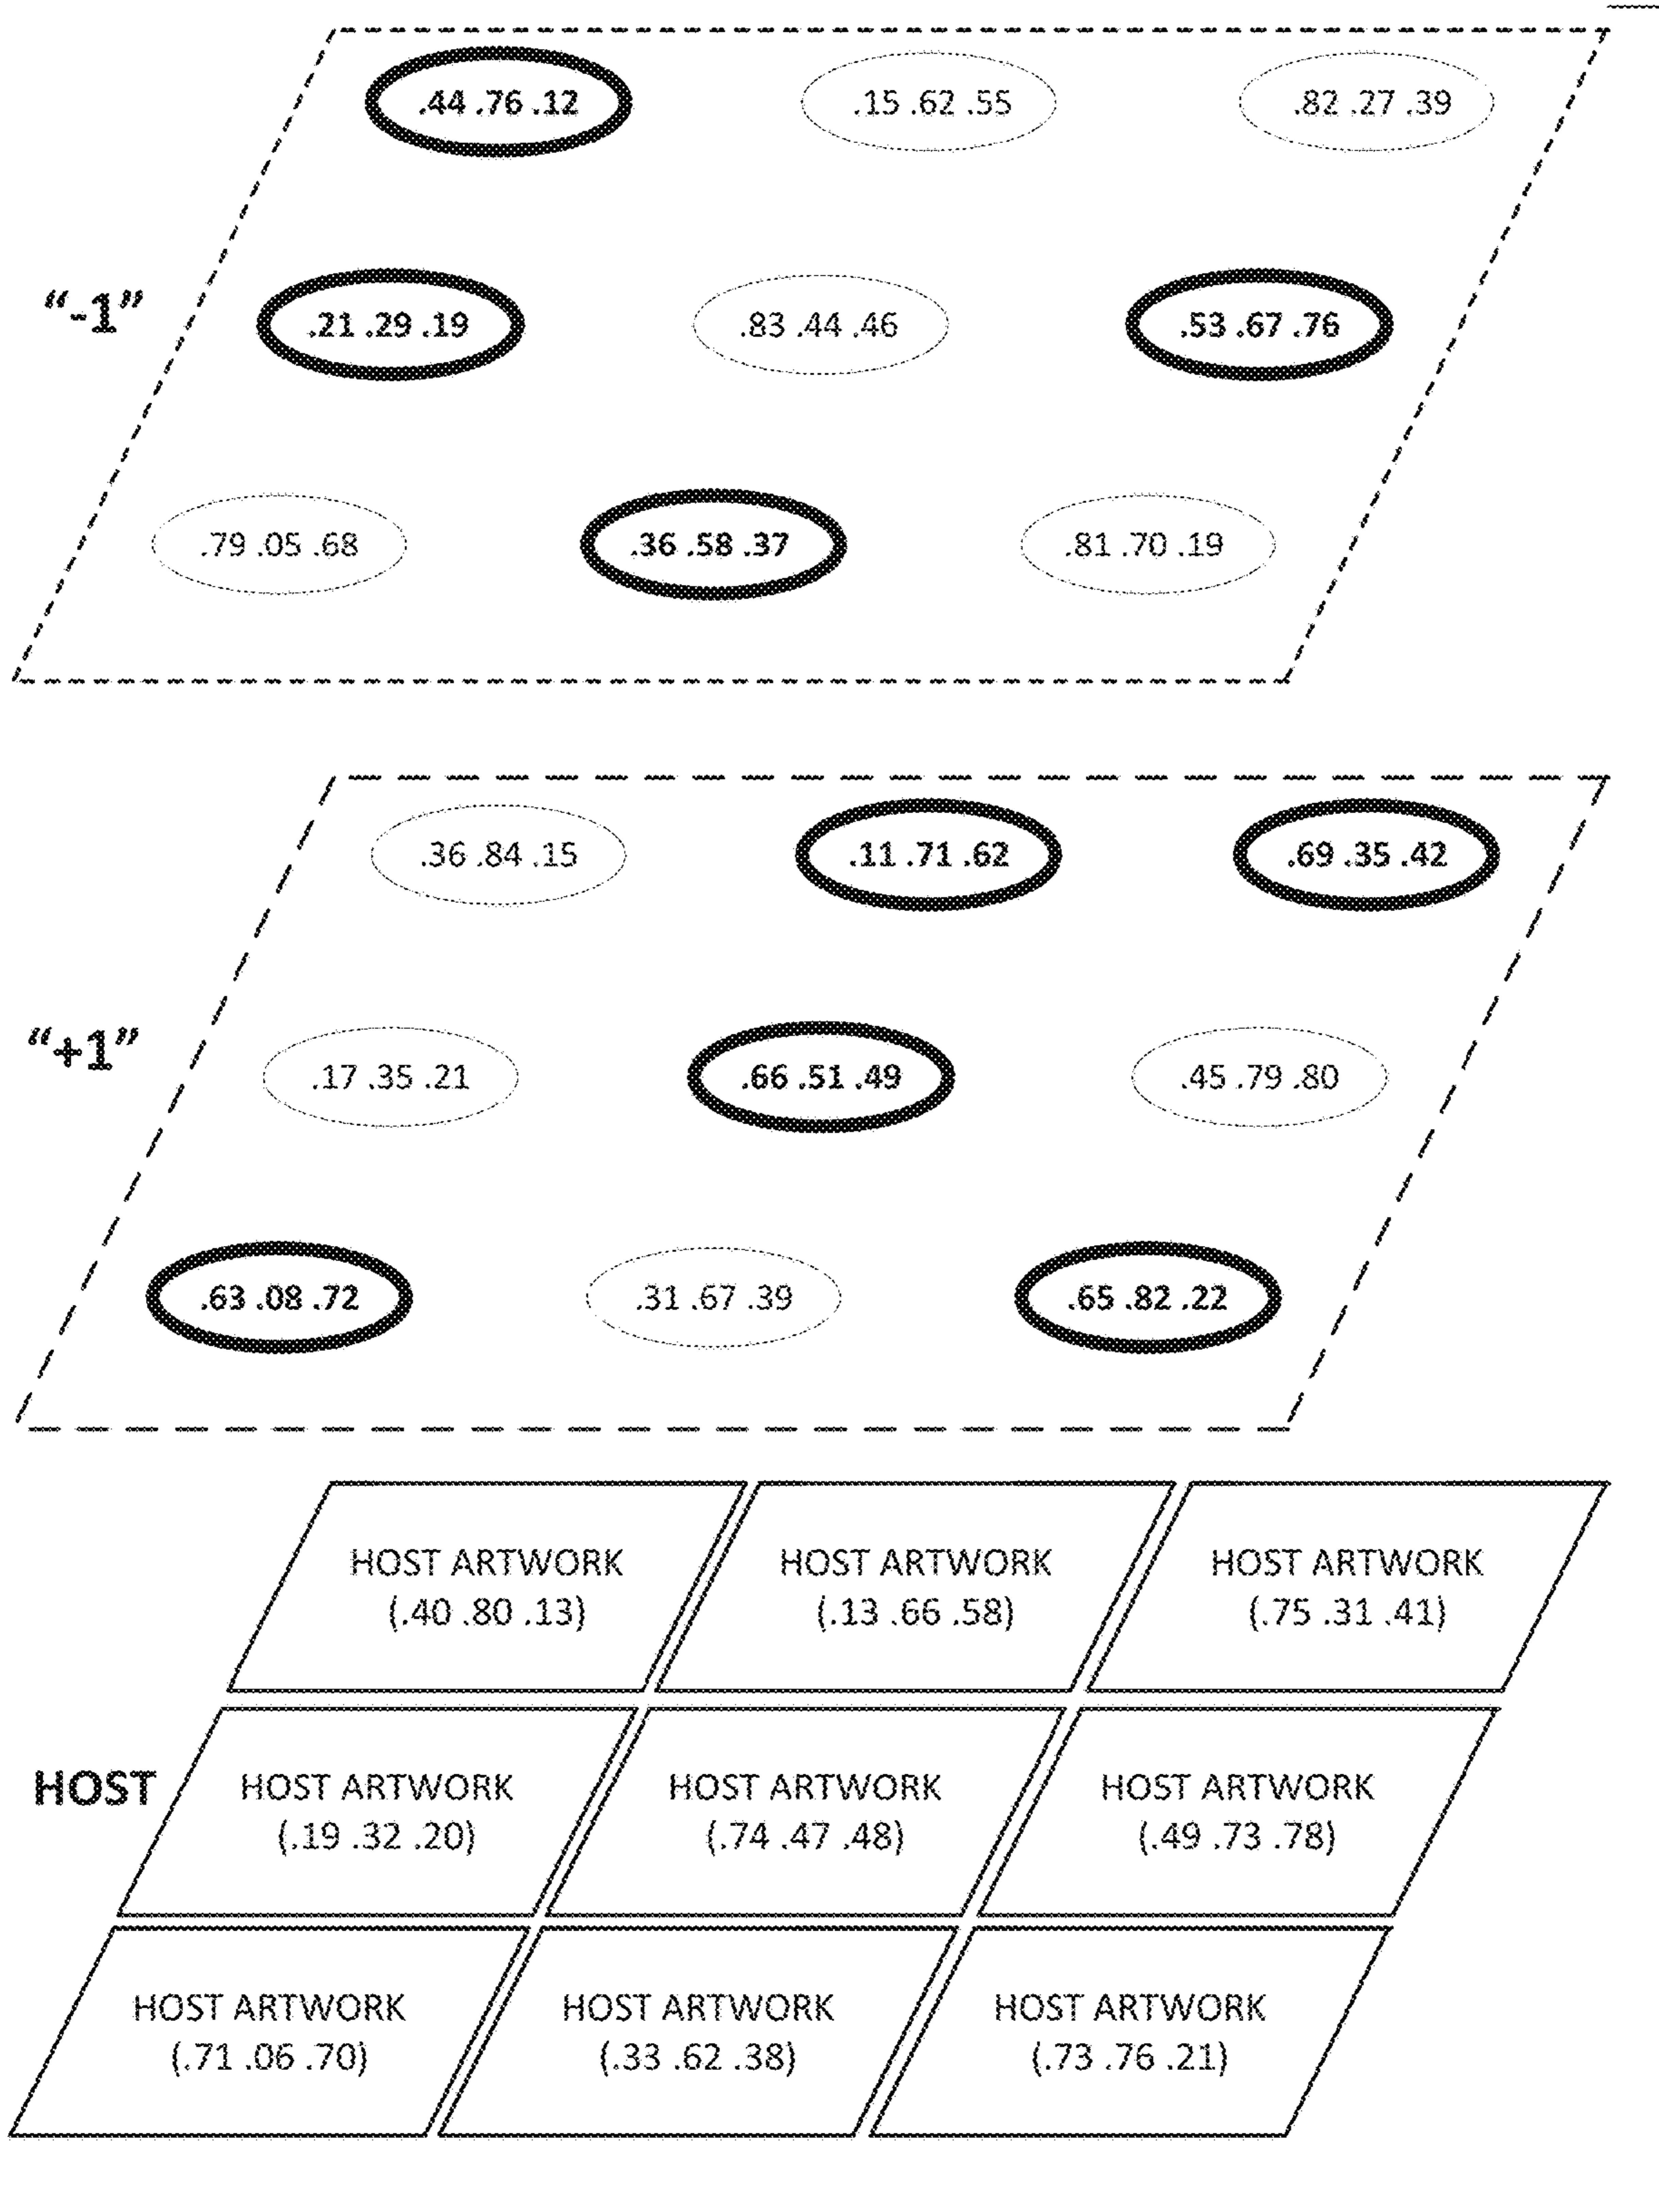 .44 .76 .12 .15 .62 .55 .82 .27 .39
“-1”
.21 .29 .19 .83 .44 .46 .53 .67 .76
.79 .05 .68 .36 .58 .37 .81 .70 .19
.36 .84 .15 .11 .71 .62 .69 .35 .42
“+1”
.17 .35 .21 .66 .51 .49 .45 .79 .80
.63 .08 .72 .31 .67 .39 .65 .82 .22
HOST ARTWORK HOST ARTWORK HOST ARTWORK
(.40 .80 .13) (.13 .66 .58) (.75 .31 .41)
HOST
HOST ARTWORK HOST ARTWORK HOST ARTWORK
(.19 .32 .20) (.74 .47 .48) (.49 .73 .78)
HOST ARTWORK HOST ARTWORK HOST ARTWORK
(.71 .06 .70) (.33 .62 .38) (.73 .76 .21)